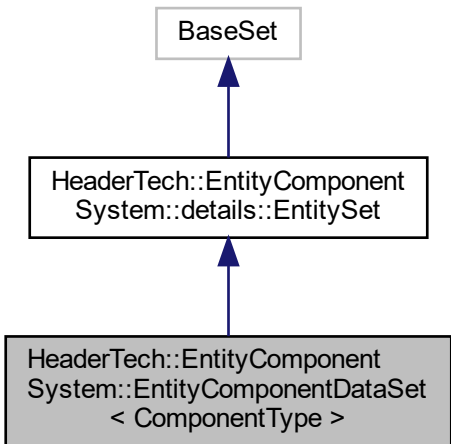 BaseSet
HeaderTech::EntityComponent
System::details::EntitySet
HeaderTech::EntityComponent
System::EntityComponentDataSet
< ComponentType >